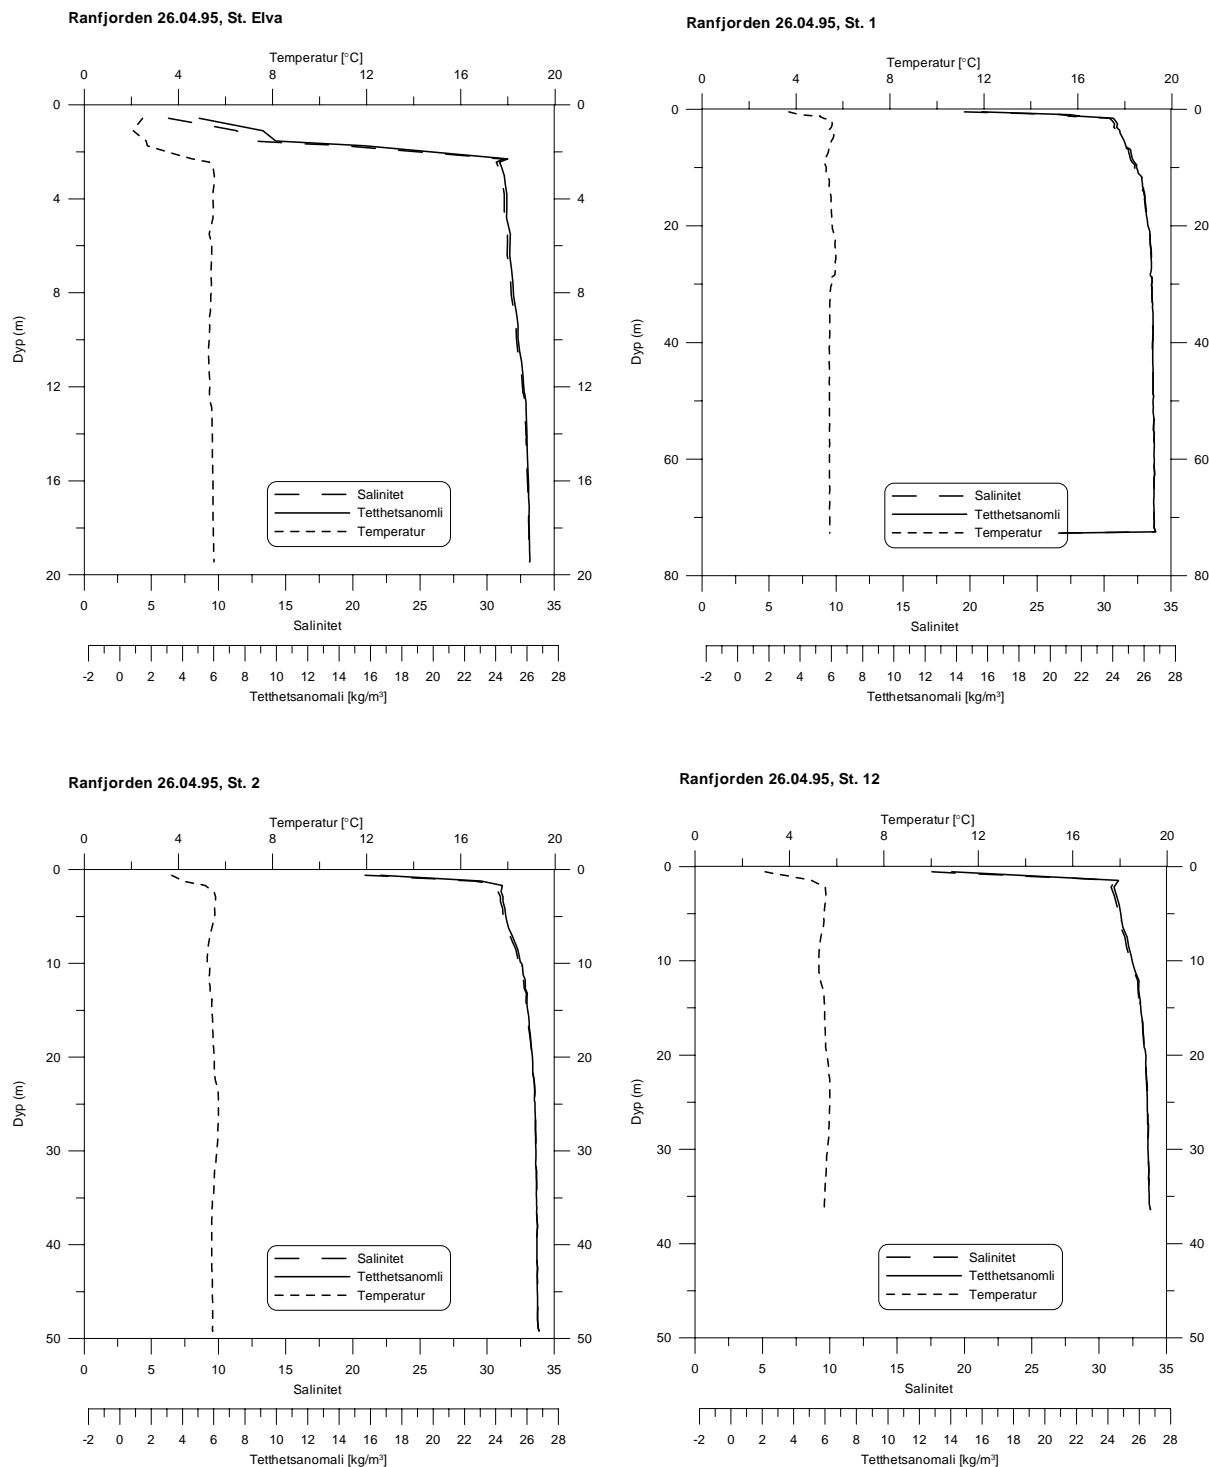 Ranfjorden 26.04.95, St. Elva
Temperatur [°C]
0 4 8 12 16 20
0 0
4 4
8 8
Dyp (m)
12 12
16 16
Salinitet
Tetthetsanomli
Temperatur
20 20
0 5 10 15 20 25 30 35
Salinitet
-2 0 2 4 6 8 10 12 14 16 18 20 22 24 26 28
Tetthetsanomali [kg/m³]
Ranfjorden 26.04.95, St. 1
Temperatur [°C]
0 4 8 12 16 20
0 0
20 20
Dyp (m)
40 40
60 60
Salinitet
Tetthetsanomli
Temperatur
80 80
0 5 10 15 20 25 30 35
Salinitet
-2 0 2 4 6 8 10 12 14 16 18 20 22 24 26 28
Tetthetsanomali [kg/m³]
Ranfjorden 26.04.95, St. 2
Temperatur [°C]
0 4 8 12 16 20
0 0
10 10
20 20
Dyp (m)
30 30
40 40
Salinitet
Tetthetsanomli
Temperatur
50 50
0 5 10 15 20 25 30 35
Salinitet
-2 0 2 4 6 8 10 12 14 16 18 20 22 24 26 28
Tetthetsanomali [kg/m³]
Ranfjorden 26.04.95, St. 12
Temperatur [°C]
0 4 8 12 16 20
0 0
10 10
20 20
Dyp (m)
30 30
40 40
Salinitet
Tetthetsanomli
Temperatur
50 50
0 5 10 15 20 25 30 35
Salinitet
-2 0 2 4 6 8 10 12 14 16 18 20 22 24 26 28
Tetthetsanomali [kg/m³]